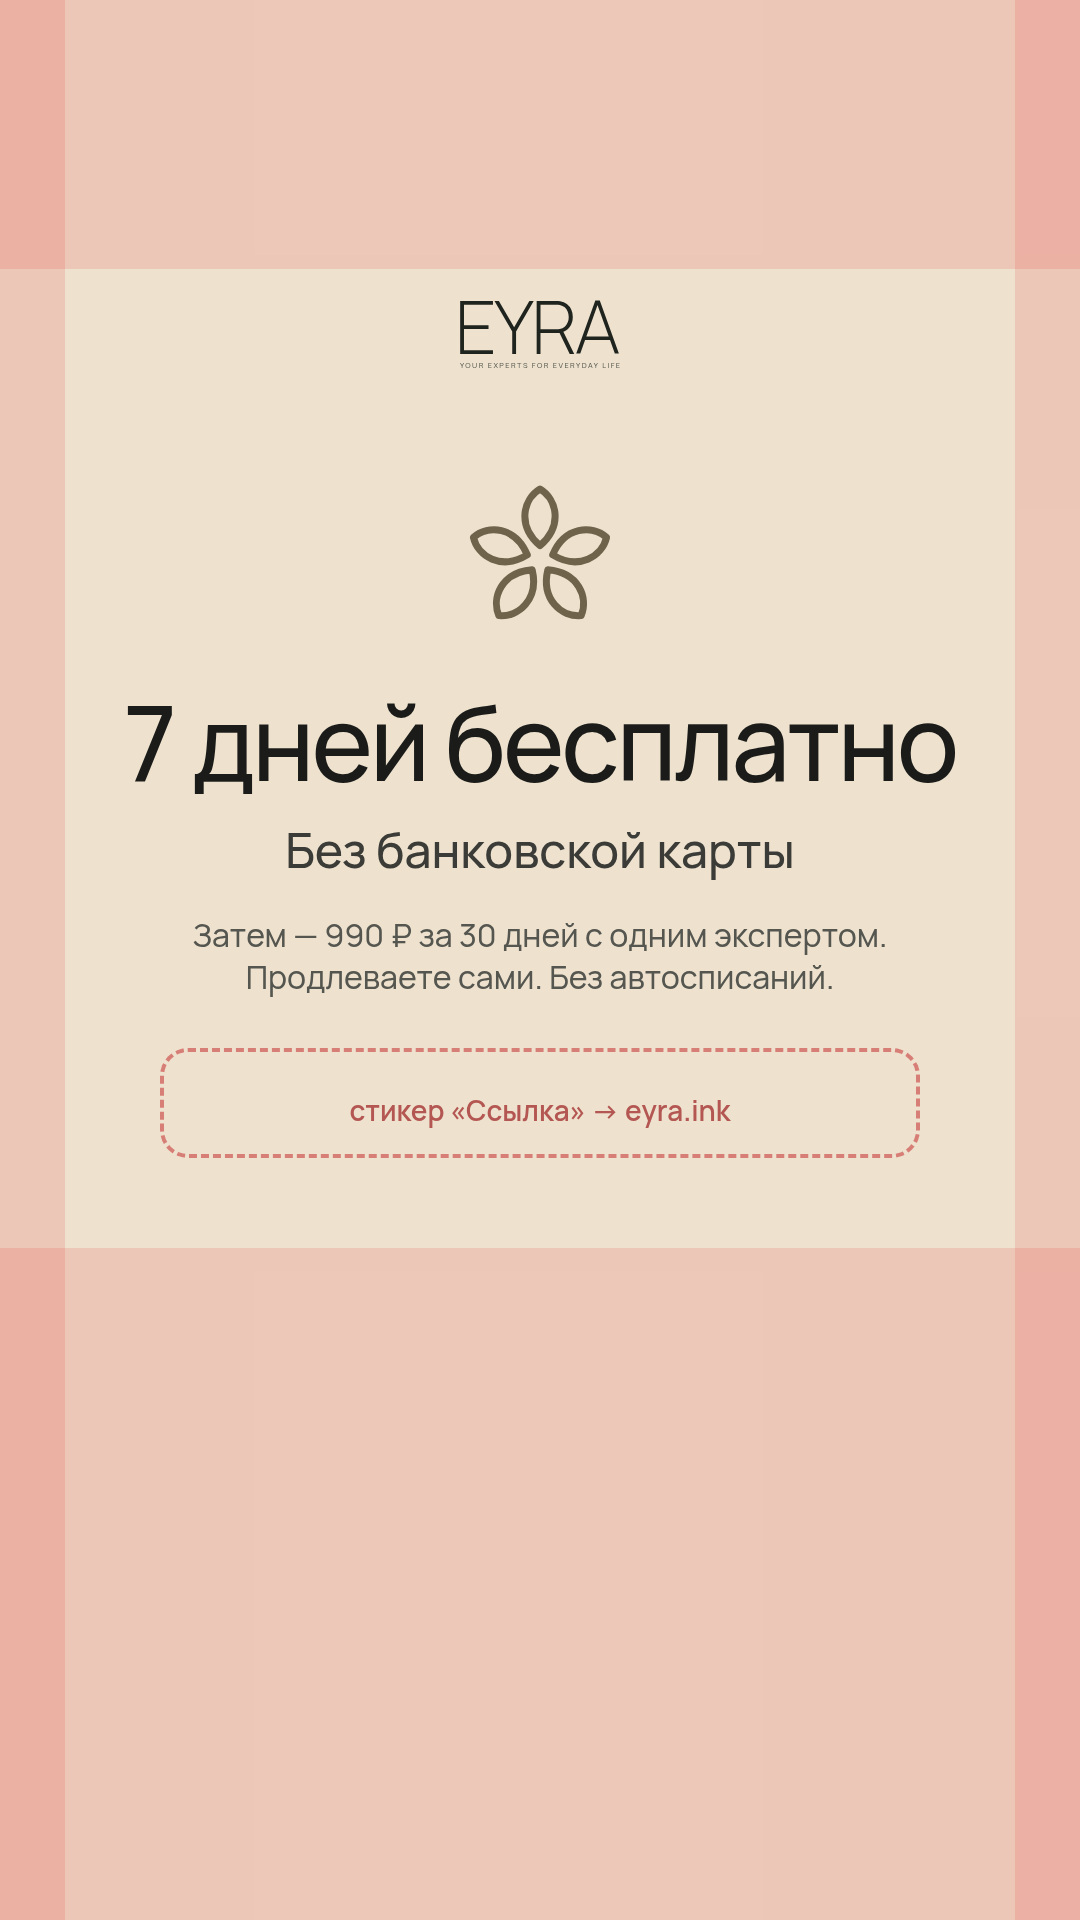 EYRA
YOUR EXPERTS FOR EVERYDAY LIFE
7 дней бесплатно
Без банковской карты
Затем — 990 ₽ за 30 дней с одним экспертом.
Продлеваете сами. Без автосписаний.
стикер «Ссылка» → eyra.ink